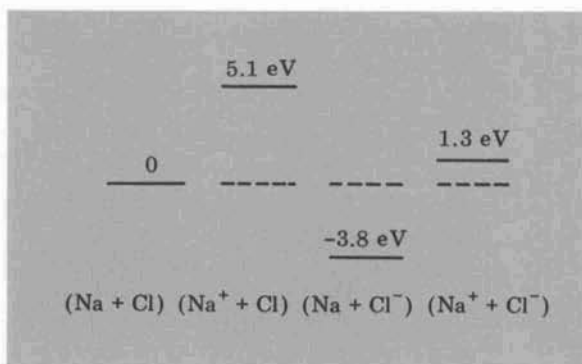 5.1 eV
1.3 eV
0
–3.8 eV
(Na + Cl) (Na⁺ + Cl) (Na + Cl⁻) (Na⁺ + Cl⁻)